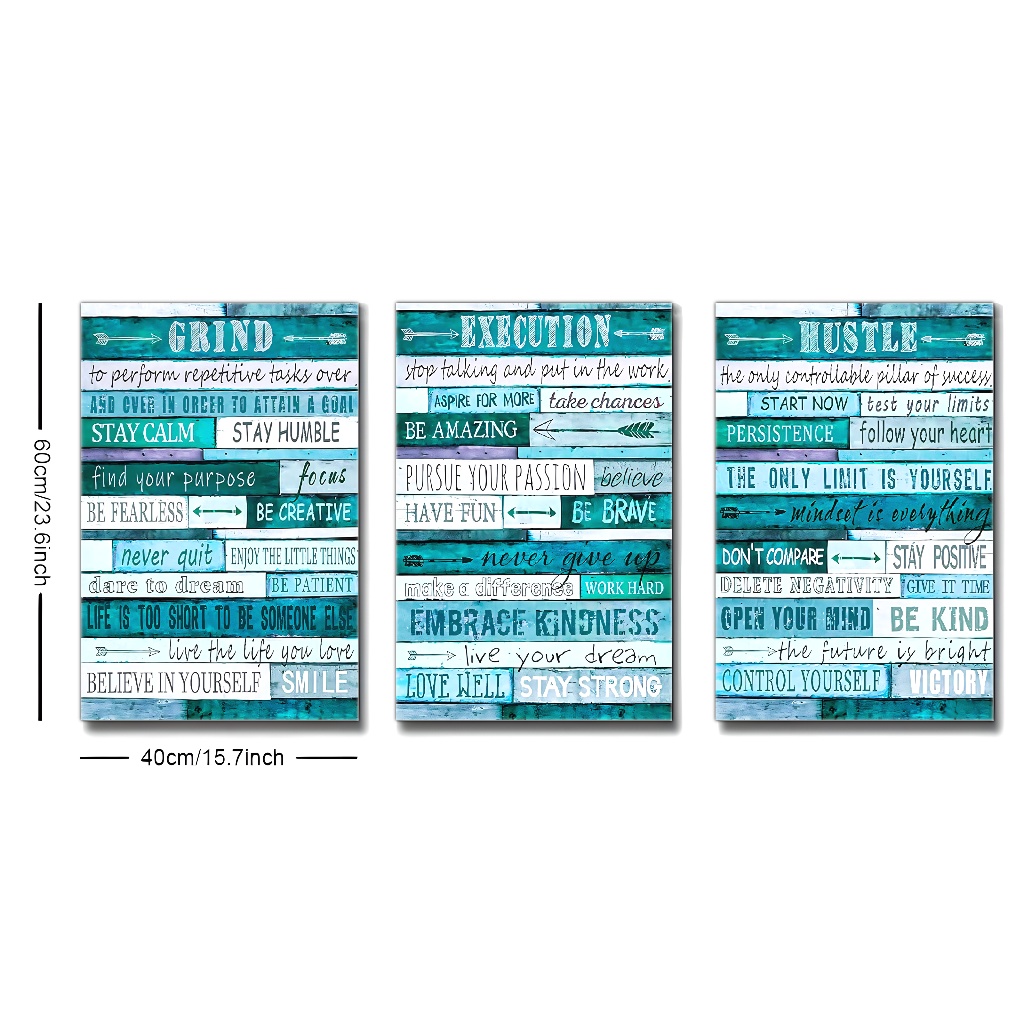 GRIND
to perform repetitive tasks over
AND OVER IN ORDER TO ATTAIN A GOAL
STAY CALM STAY HUMBLE
find your purpose focus
BE FEARLESS BE CREATIVE
never quit ENJOY THE LITTLE THINGS
dare to dream BE PATIENT
LIFE IS TOO SHORT TO BE SOMEONE ELSE
live the life you love
BELIEVE IN YOURSELF SMILE
EXECUTION
stop talking and put in the work
ASPIRE FOR MORE take chances
BE AMAZING
PURSUE YOUR PASSION believe
HAVE FUN BE BRAVE
never give up
make a difference WORK HARD
EMBRACE KINDNESS
live your dream
LOVE WELL STAY STRONG
HUSTLE
the only controllable pillar of success.
START NOW test your limits
PERSISTENCE follow your heart
THE ONLY LIMIT IS YOURSELF
mindset is everything
DON'T COMPARE STAY POSITIVE
DELETE NEGATIVITY GIVE IT TIME
OPEN YOUR MIND BE KIND
the future is bright
CONTROL YOURSELF VICTORY
60cm/23.6inch
40cm/15.7inch